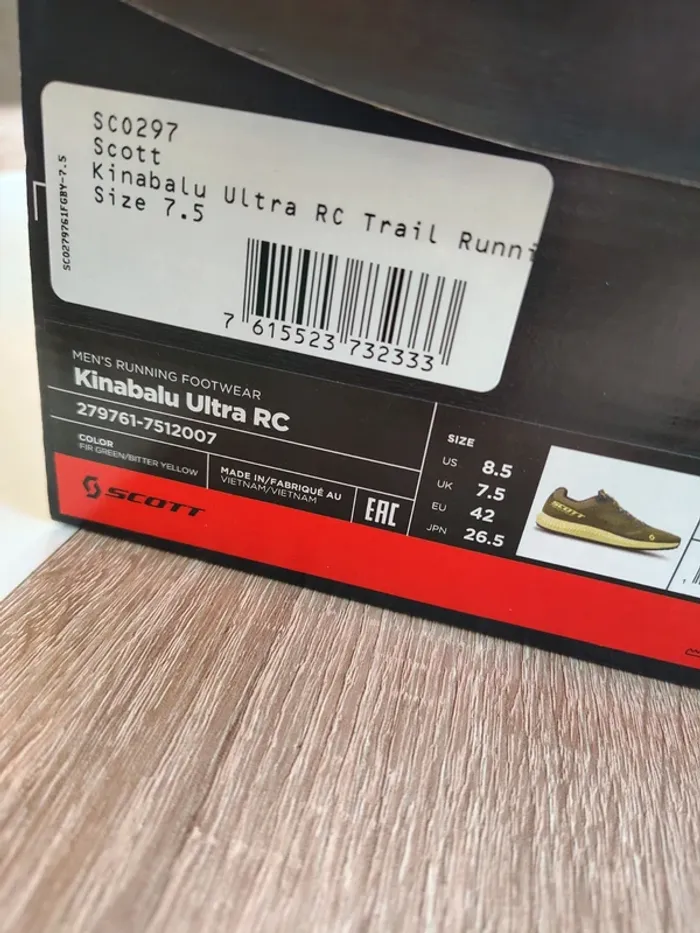 SC0297
Scott
Kinabalu Ultra RC Trail Runni
Size 7.5
SC0279761FGBY-7.5
7 615523 732333
MEN'S RUNNING FOOTWEAR
Kinabalu Ultra RC
279761-7512007
COLOR
FIR GREEN/BITTER YELLOW
MADE IN/FABRIQUÉ AU
VIETNAM/VIETNAM
EAC
SCOTT
SIZE
US 8.5
UK 7.5
EU 42
JPN 26.5
SCOTT